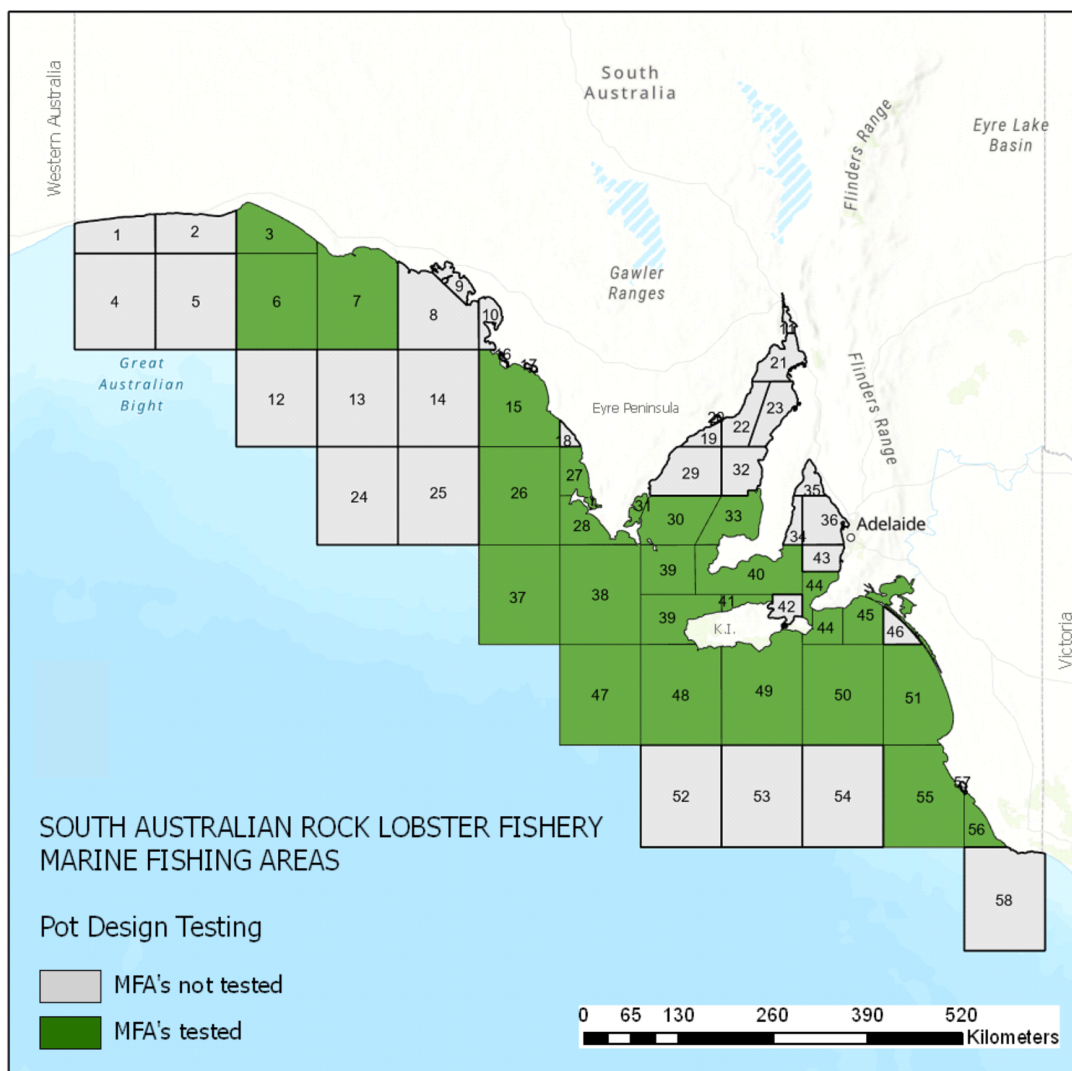 South
Australia
Western Australia
Flinders Range
Eyre Lake
Basin
1
2
3
Gawler
Ranges
9
4
5
6
7
8
10
11
Great
Australian
Bight
16
17
21
Flinders Range
12
13
14
15
Eyre Peninsula
20
22
23
18
19
24
25
26
27
29
32
35
28
31
30
33
34
36
Adelaide
43
37
38
39
40
44
41
42
39
K.I.
44
45
46
Victoria
47
48
49
50
51
52
53
54
55
57
56
58
SOUTH AUSTRALIAN ROCK LOBSTER FISHERY
MARINE FISHING AREAS
Pot Design Testing
MFA's not tested
MFA's tested
0 65 130 260 390 520
Kilometers